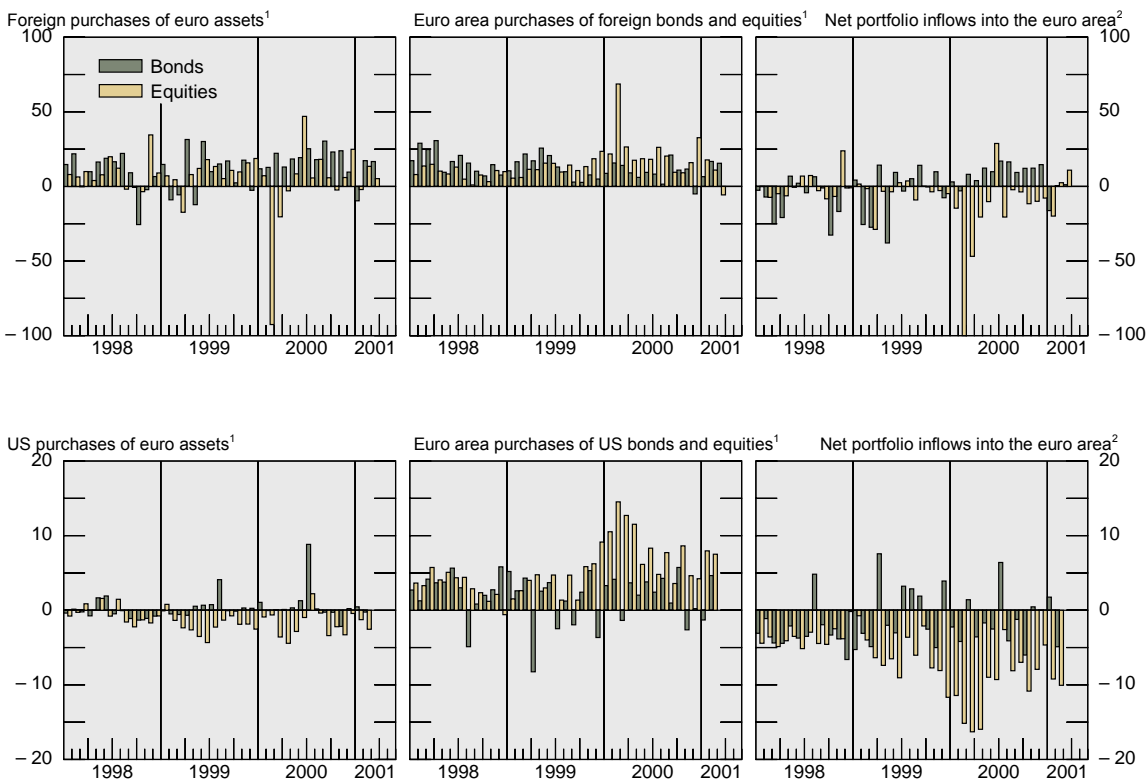 Foreign purchases of euro assets¹
Euro area purchases of foreign bonds and equities¹
Net portfolio inflows into the euro area²
100
50
0
– 50
– 100
Bonds
Equities
100
50
0
– 50
– 100
1998 1999 2000 2001
1998 1999 2000 2001
1998 1999 2000 2001
US purchases of euro assets¹
Euro area purchases of US bonds and equities¹
Net portfolio inflows into the euro area²
20
10
0
– 10
– 20
20
10
0
– 10
– 20
1998 1999 2000 2001
1998 1999 2000 2001
1998 1999 2000 2001